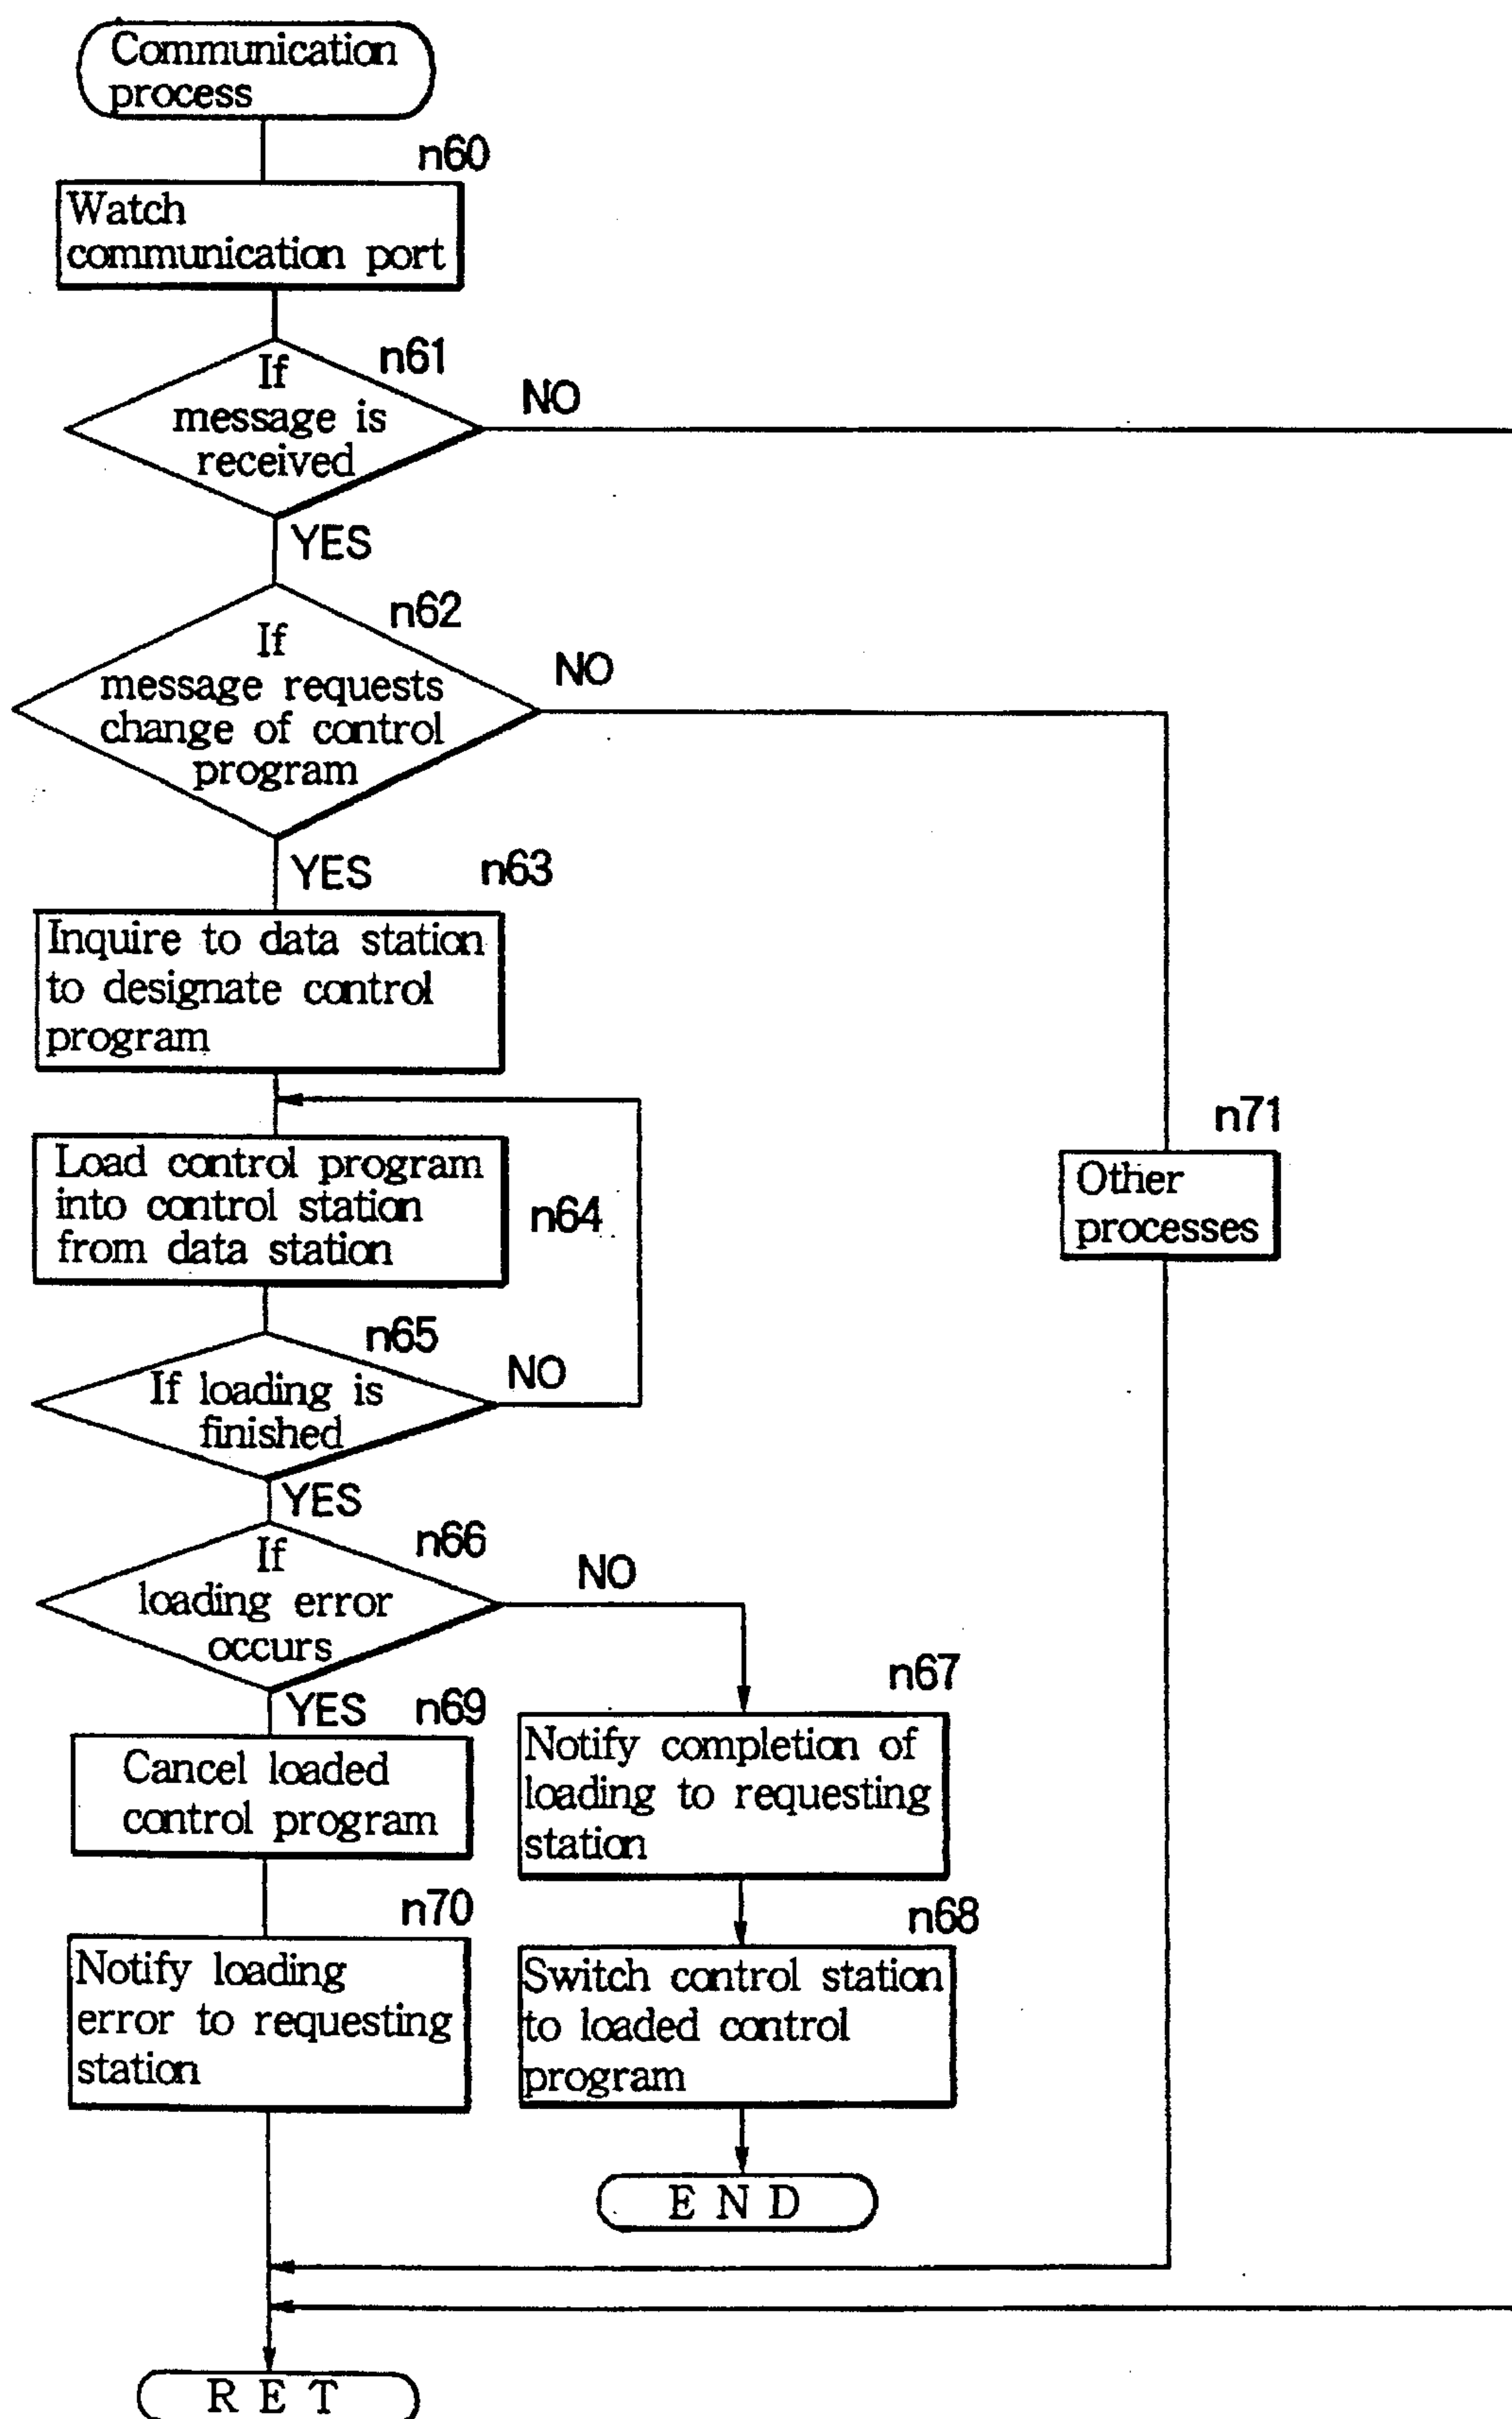 Communication
process
n60
Watch
communication port
n61
If
message is
received
NO
YES
n62
If
message requests
change of control
program
NO
YES
n63
Inquire to data station
to designate control
program
Load control program
into control station
from data station
n64
n71
Other
processes
n65
If loading is
finished
NO
YES
n66
If
loading error
occurs
NO
YES
n69
Cancel loaded
control program
n67
Notify completion of
loading to requesting
station
n70
Notify loading
error to requesting
station
n68
Switch control station
to loaded control
program
END
RET